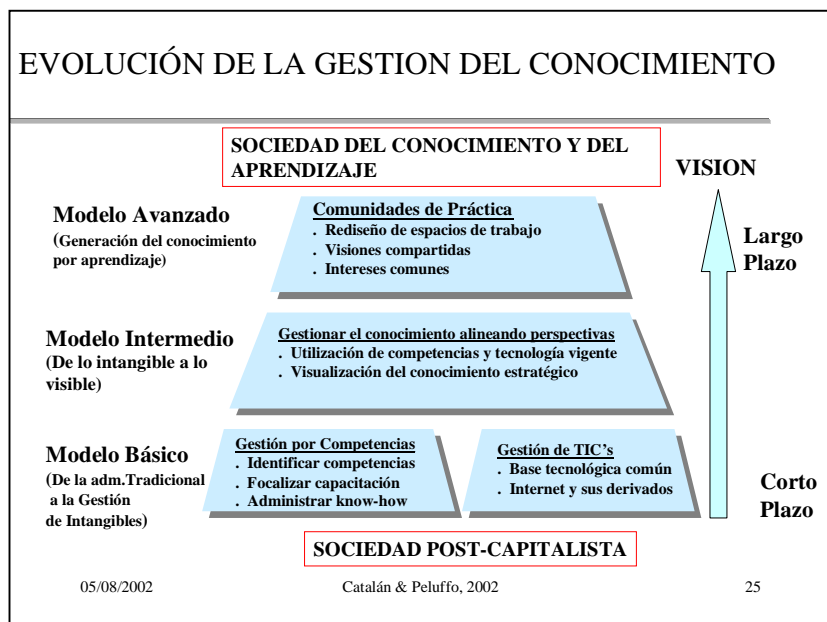 EVOLUCIÓN DE LA GESTION DEL CONOCIMIENTO
SOCIEDAD DEL CONOCIMIENTO Y DEL
APRENDIZAJE
VISION
Modelo Avanzado
(Generación del conocimiento
por aprendizaje)
Comunidades de Práctica
. Rediseño de espacios de trabajo
. Visiones compartidas
. Intereses comunes
Largo
Plazo
Modelo Intermedio
(De lo intangible a lo
visible)
Gestionar el conocimiento alineando perspectivas
. Utilización de competencias y tecnología vigente
. Visualización del conocimiento estratégico
Modelo Básico
(De la adm.Tradicional
a la Gestión
de Intangibles)
Gestión por Competencias
. Identificar competencias
. Focalizar capacitación
. Administrar know-how
Gestión de TIC's
. Base tecnológica común
. Internet y sus derivados
Corto
Plazo
SOCIEDAD POST-CAPITALISTA
05/08/2002
Catalán & Peluffo, 2002
25